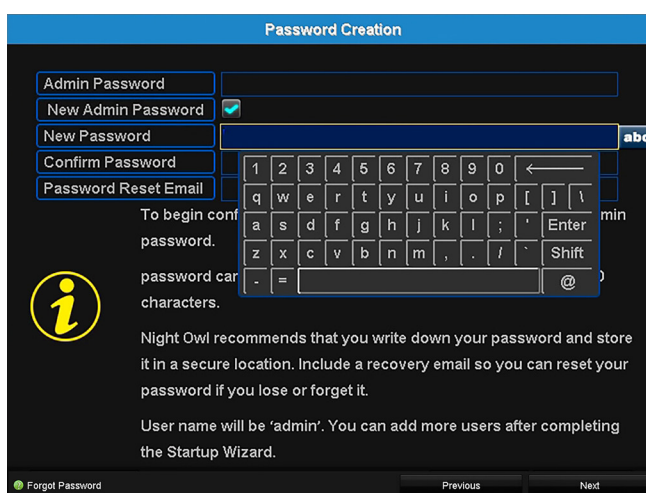 Password Creation
Admin Password
New Admin Password
New Password
abc
Confirm Password
Password Reset Email
1 2 3 4 5 6 7 8 9 0 ←
q w e r t y u i o p [ ] \
a s d f g h j k l ; ' Enter
z x c v b n m , . / ` Shift
- = @
To begin conf min
password.
password car
characters.
Night Owl recommends that you write down your password and store
it in a secure location. Include a recovery email so you can reset your
password if you lose or forget it.
User name will be ‘admin’. You can add more users after completing
the Startup Wizard.
Forgot Password
Previous
Next